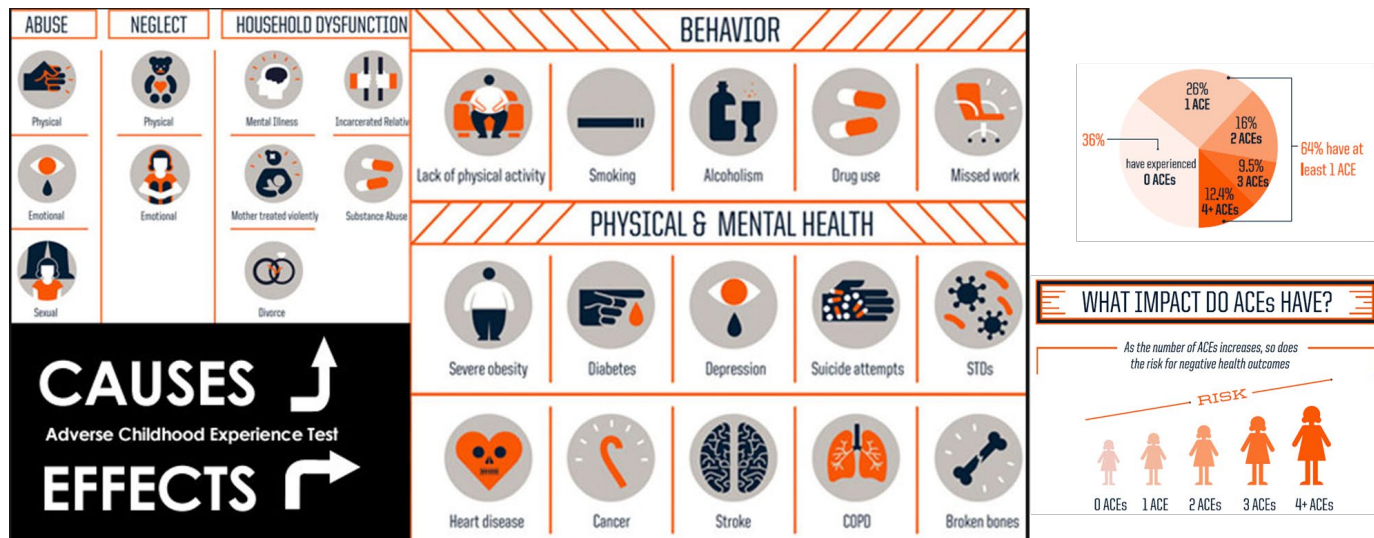 ABUSE
NEGLECT
HOUSEHOLD DYSFUNCTION
Physical
Physical
Mental Illness
Incarcerated Relativ
Emotional
Emotional
Mother treated violently
Substance Abuse
Sexual
Divorce
CAUSES
Adverse Childhood Experience Test
EFFECTS
BEHAVIOR
Lack of physical activity
Smoking
Alcoholism
Drug use
Missed work
PHYSICAL & MENTAL HEALTH
Severe obesity
Diabetes
Depression
Suicide attempts
STDs
Heart disease
Cancer
Stroke
COPD
Broken bones
26%
1 ACE
16%
2 ACEs
36%
have experienced
0 ACEs
9.5%
3 ACEs
12.4%
4+ ACEs
64% have at
least 1 ACE
WHAT IMPACT DO ACEs HAVE?
As the number of ACEs increases, so does
the risk for negative health outcomes
RISK
0 ACEs
1 ACE
2 ACEs
3 ACEs
4+ ACEs